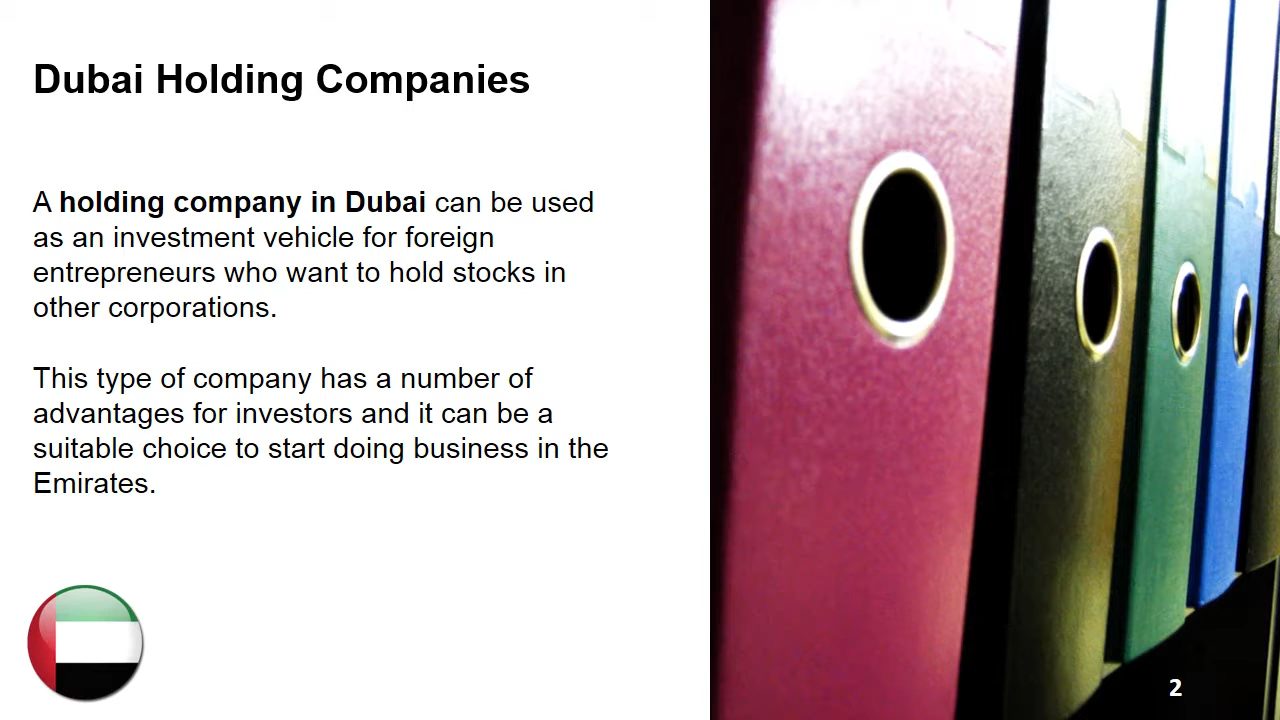 Dubai Holding Companies
A holding company in Dubai can be used
as an investment vehicle for foreign
entrepreneurs who want to hold stocks in
other corporations.
This type of company has a number of
advantages for investors and it can be a
suitable choice to start doing business in the
Emirates.
2